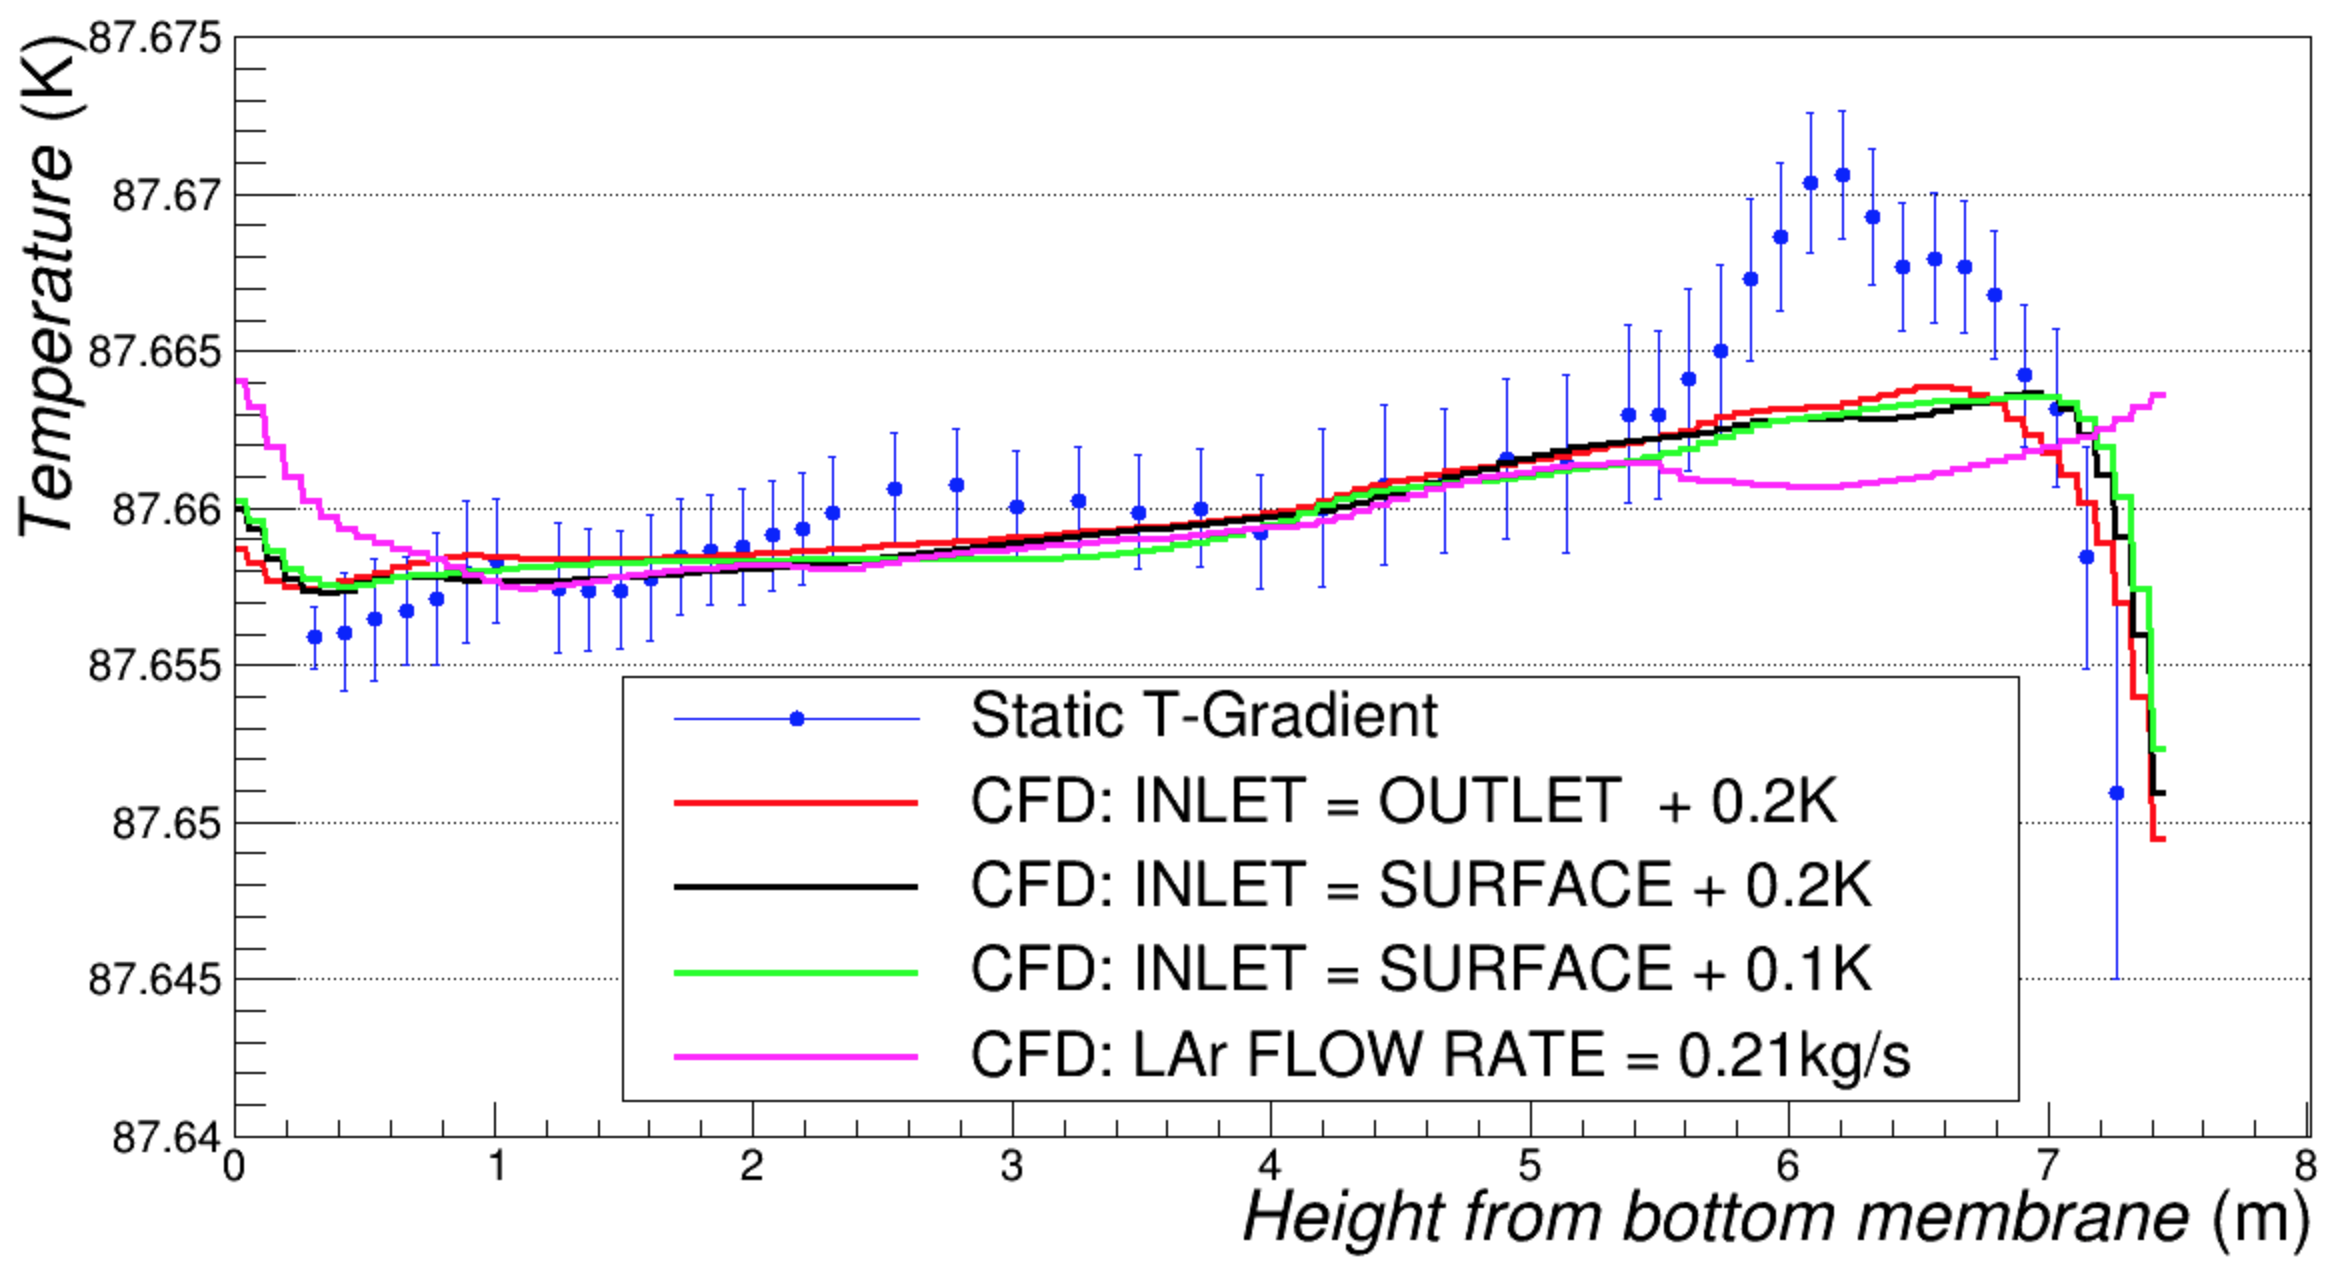 Temperature (K)
87.675
87.67
87.665
87.66
87.655
87.65
87.645
87.64
Static T-Gradient
CFD: INLET = OUTLET + 0.2K
CFD: INLET = SURFACE + 0.2K
CFD: INLET = SURFACE + 0.1K
CFD: LAr FLOW RATE = 0.21kg/s
0 1 2 3 4 5 6 7 8
Height from bottom membrane (m)